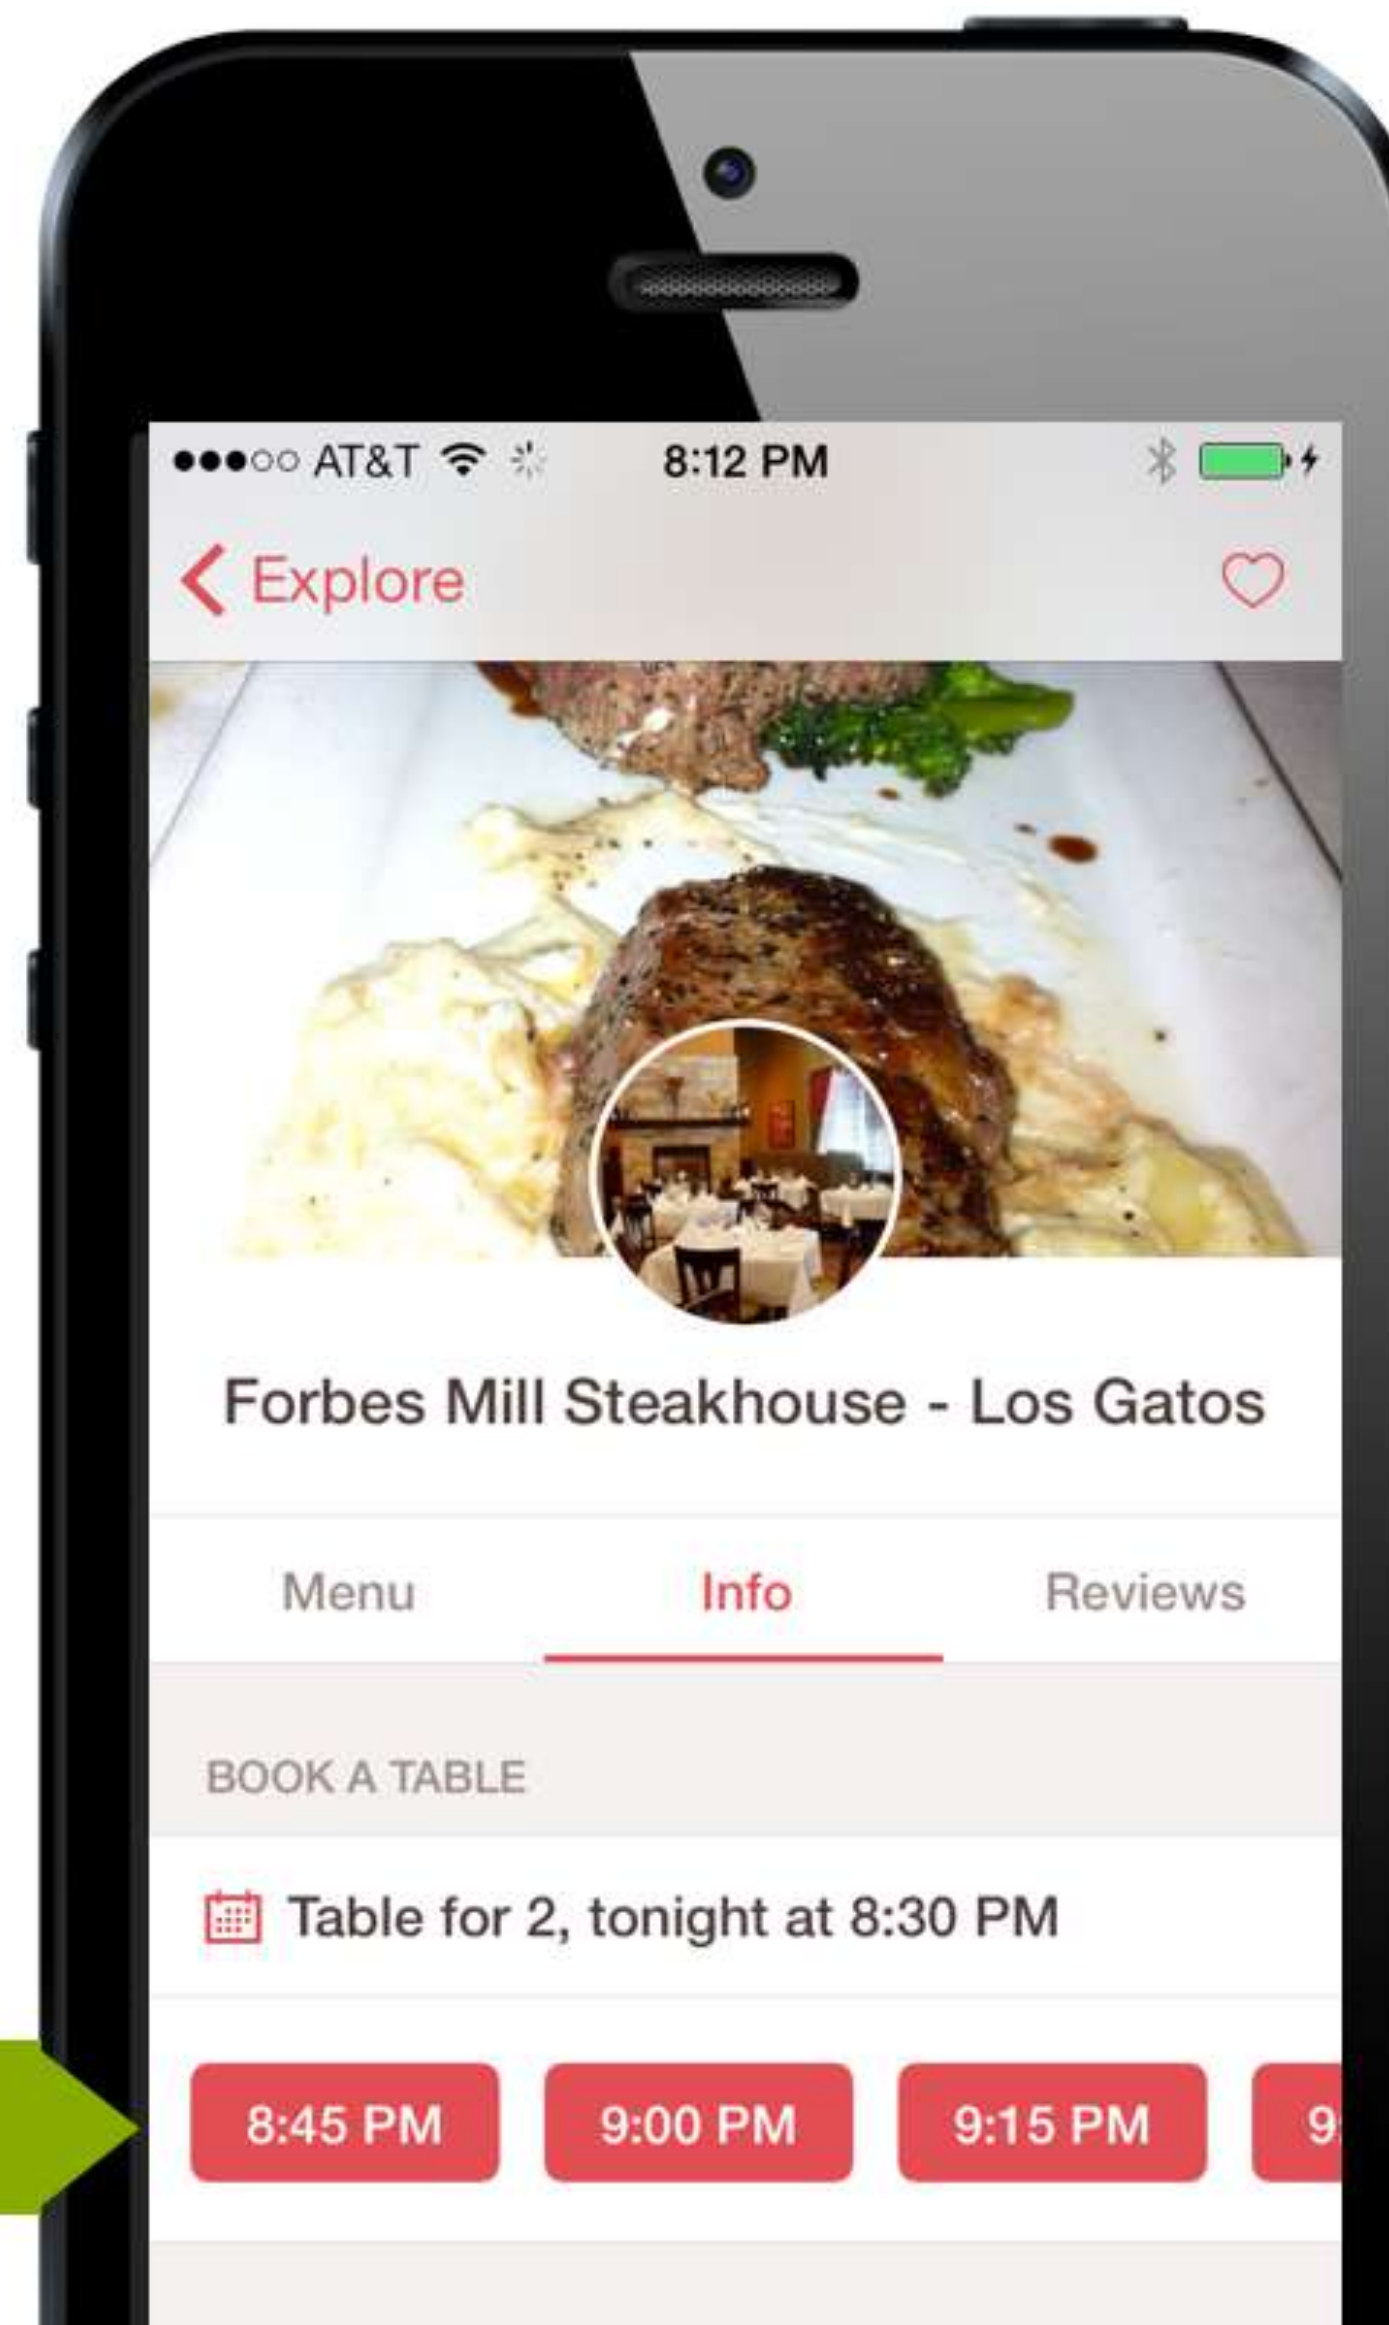 AT&T 8:12 PM
Explore
Forbes Mill Steakhouse - Los Gatos
Menu Info Reviews
BOOK A TABLE
Table for 2, tonight at 8:30 PM
8:45 PM 9:00 PM 9:15 PM